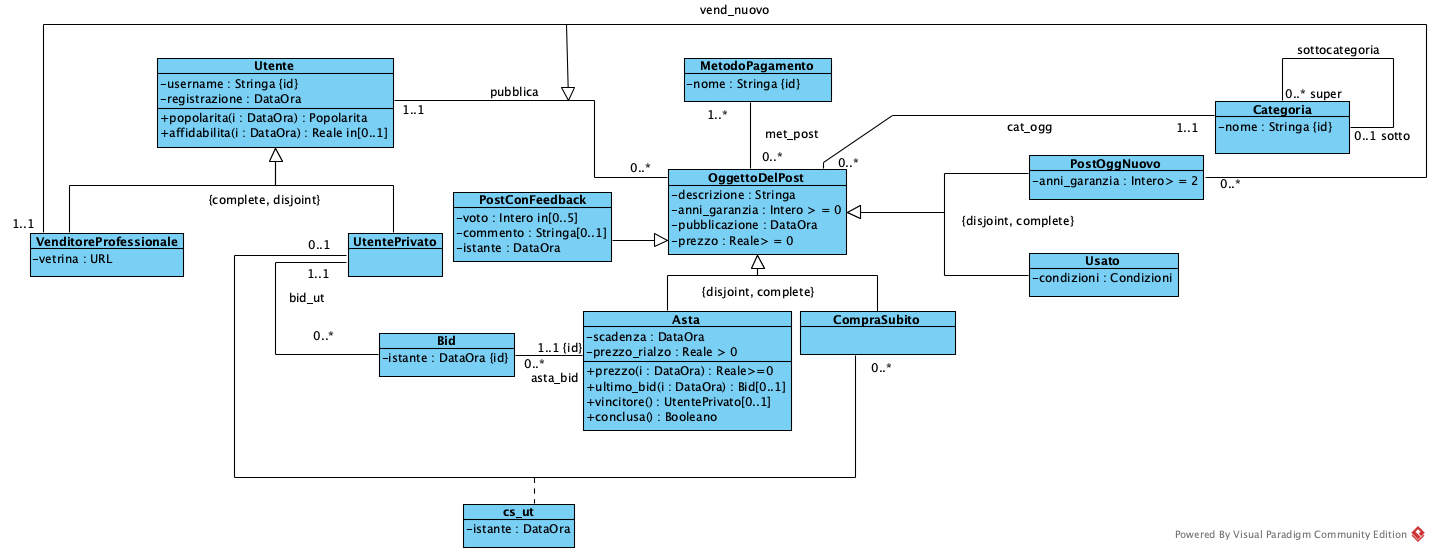 vend_nuovo
Utente
-username : Stringa {id}
-registrazione : DataOra
+popolarita(i : DataOra) : Popolarita
+affidabilita(i : DataOra) : Reale in[0..1]
pubblica
1..1
0..*
MetodoPagamento
-nome : Stringa {id}
1..*
met_post
0..*
sottocategoria
0..* super
Categoria
-nome : Stringa {id}
0..1 sotto
1..1
cat_ogg
0..*
PostOggNuovo
-anni_garanzia : Intero> = 2
0..*
OggettoDelPost
-descrizione : Stringa
-anni_garanzia : Intero > = 0
-pubblicazione : DataOra
-prezzo : Reale> = 0
PostConFeedback
-voto : Intero in[0..5]
-commento : Stringa[0..1]
-istante : DataOra
{complete, disjoint}
{disjoint, complete}
1..1
VenditoreProfessionale
-vetrina : URL
0..1
UtentePrivato
1..1
bid_ut
0..*
Usato
-condizioni : Condizioni
{disjoint, complete}
Bid
-istante : DataOra {id}
1..1 {id}
0..*
asta_bid
Asta
-scadenza : DataOra
-prezzo_rialzo : Reale > 0
+prezzo(i : DataOra) : Reale>=0
+ultimo_bid(i : DataOra) : Bid[0..1]
+vincitore() : UtentePrivato[0..1]
+conclusa() : Booleano
CompraSubito
0..*
cs_ut
-istante : DataOra
Powered By Visual Paradigm Community Edition